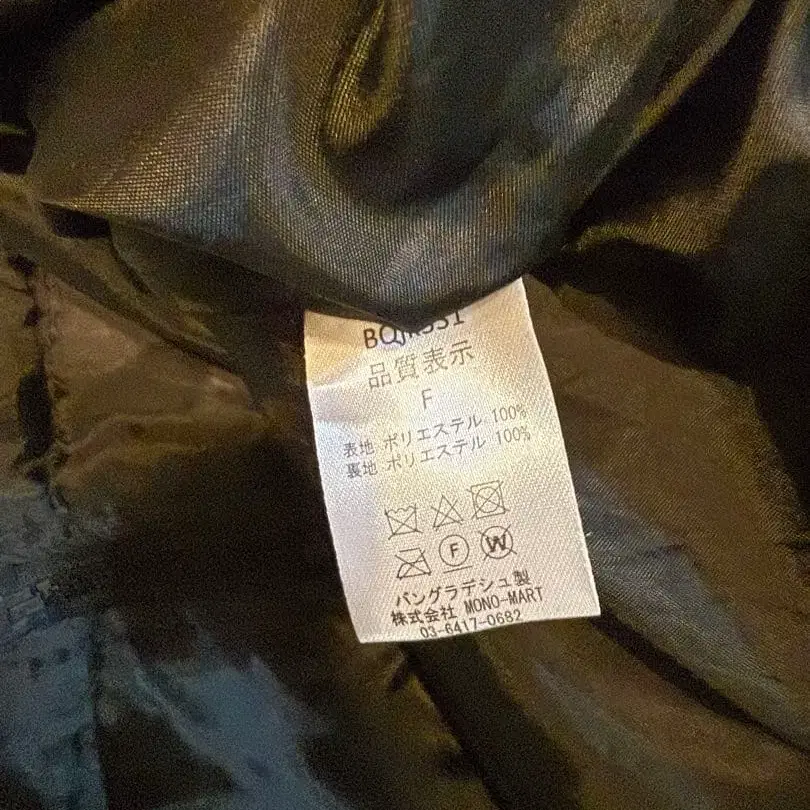 品質表示
F
表地 ポリエステル 100%
裏地 ポリエステル 100%
F
W
バングラデシュ製
株式会社 MONO-MART
03-6417-0682